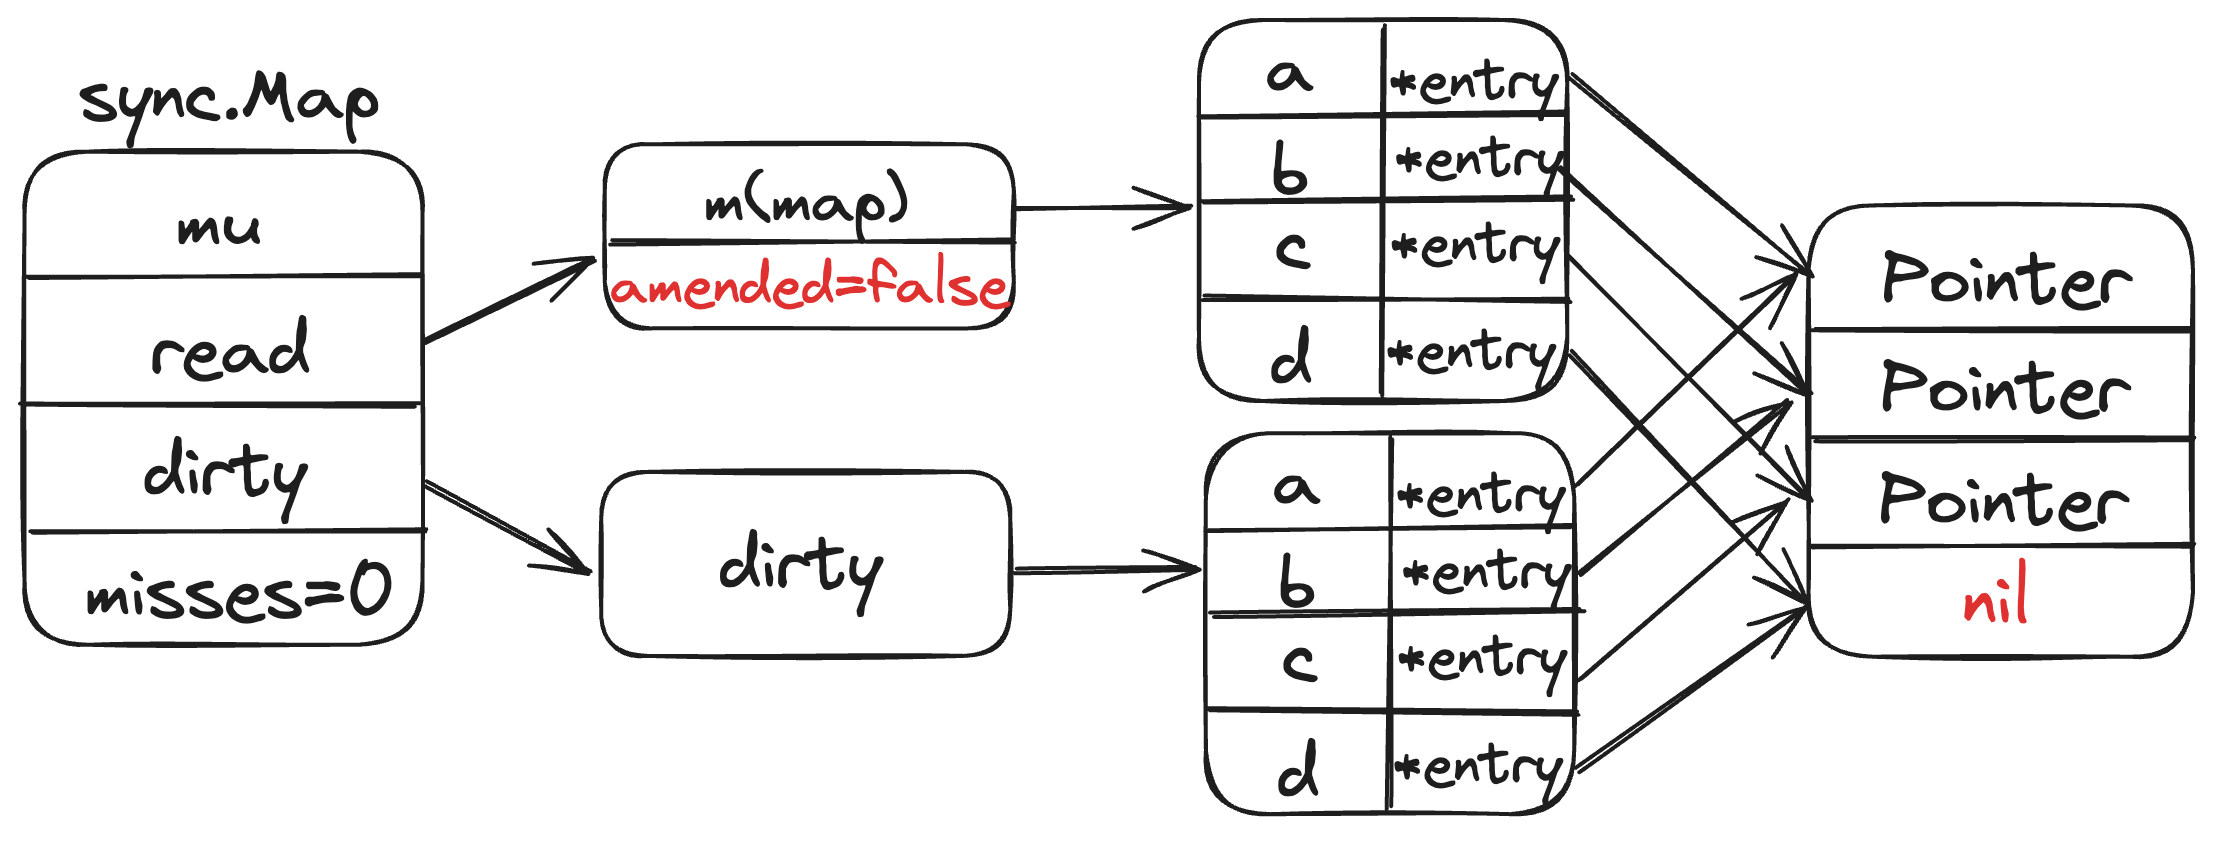 sync.Map
mu
read
dirty
misses=0
m(map)
amended=false
dirty
a *entry
b *entry
c *entry
d *entry
a *entry
b *entry
c *entry
d *entry
Pointer
Pointer
Pointer
nil